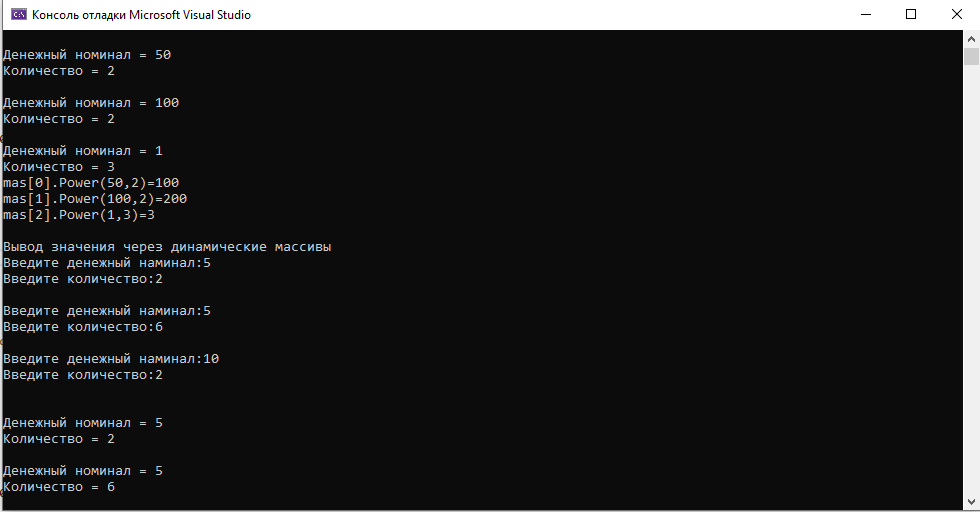 Консоль отладки Microsoft Visual Studio
Денежный номинал = 50
Количество = 2
Денежный номинал = 100
Количество = 2
Денежный номинал = 1
Количество = 3
mas[0].Power(50,2)=100
mas[1].Power(100,2)=200
mas[2].Power(1,3)=3
Вывод значения через динамические массивы
Введите денежный наминал:5
Введите количество:2
Введите денежный наминал:5
Введите количество:6
Введите денежный наминал:10
Введите количество:2
Денежный номинал = 5
Количество = 2
Денежный номинал = 5
Количество = 6